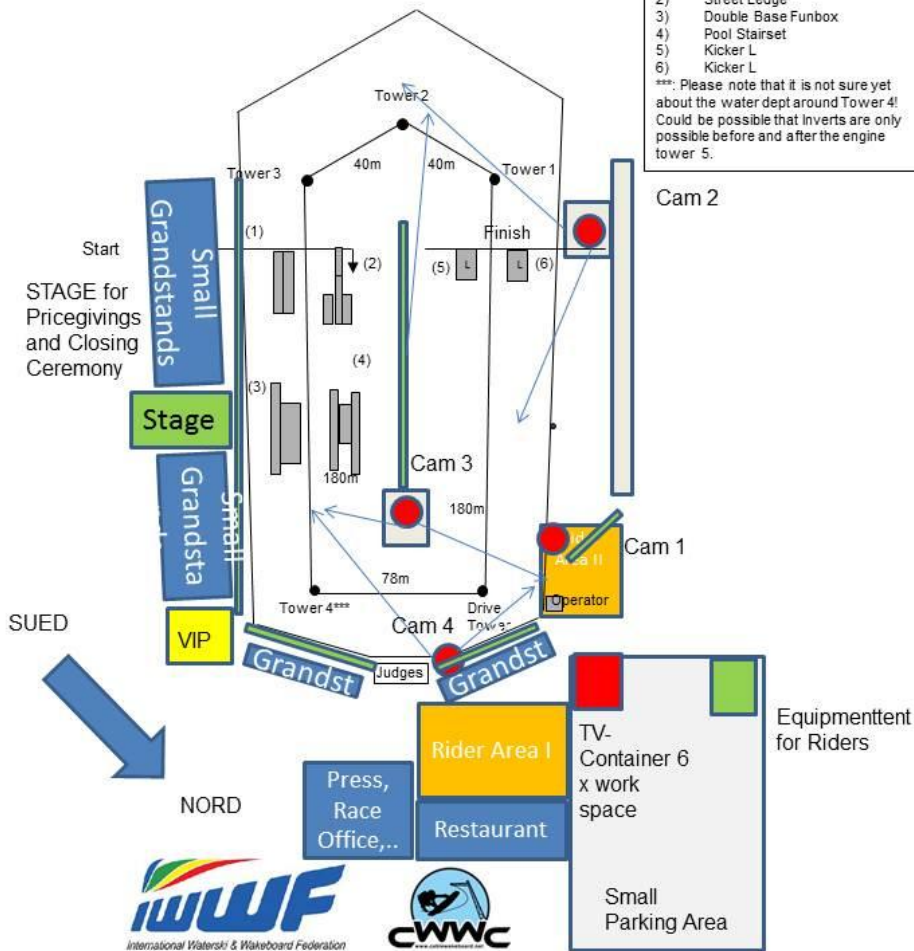 2) Street Ledge
3) Double Base Funbox
4) Pool Stairset
5) Kicker L
6) Kicker L
***: Please note that it is not sure yet
about the water dept around Tower 4!
Could be possible that Inverts are only
possible before and after the engine
tower 5.
Tower 2
40m
40m
Tower 3
Tower 1
Cam 2
Small
Grandstands
(1)
Finish
Start
(2)
(5)
L
L
(6)
STAGE for
Pricegivings
and Closing
Ceremony
(4)
(3)
Stage
Cam 3
180m
180m
Small
Grandsta
Cam 1
Area II
78m
Operator
Tower 4***
Drive
Cam 4
SUED
VIP
Grandst
Judges
Grandst
Equipmenttent
for Riders
Rider Area I
TV-
Container 6
x work
space
Press,
Race
Office,..
NORD
Restaurant
Small
Parking Area
IWWF
International Waterski & Wakeboard Federation
CWWC